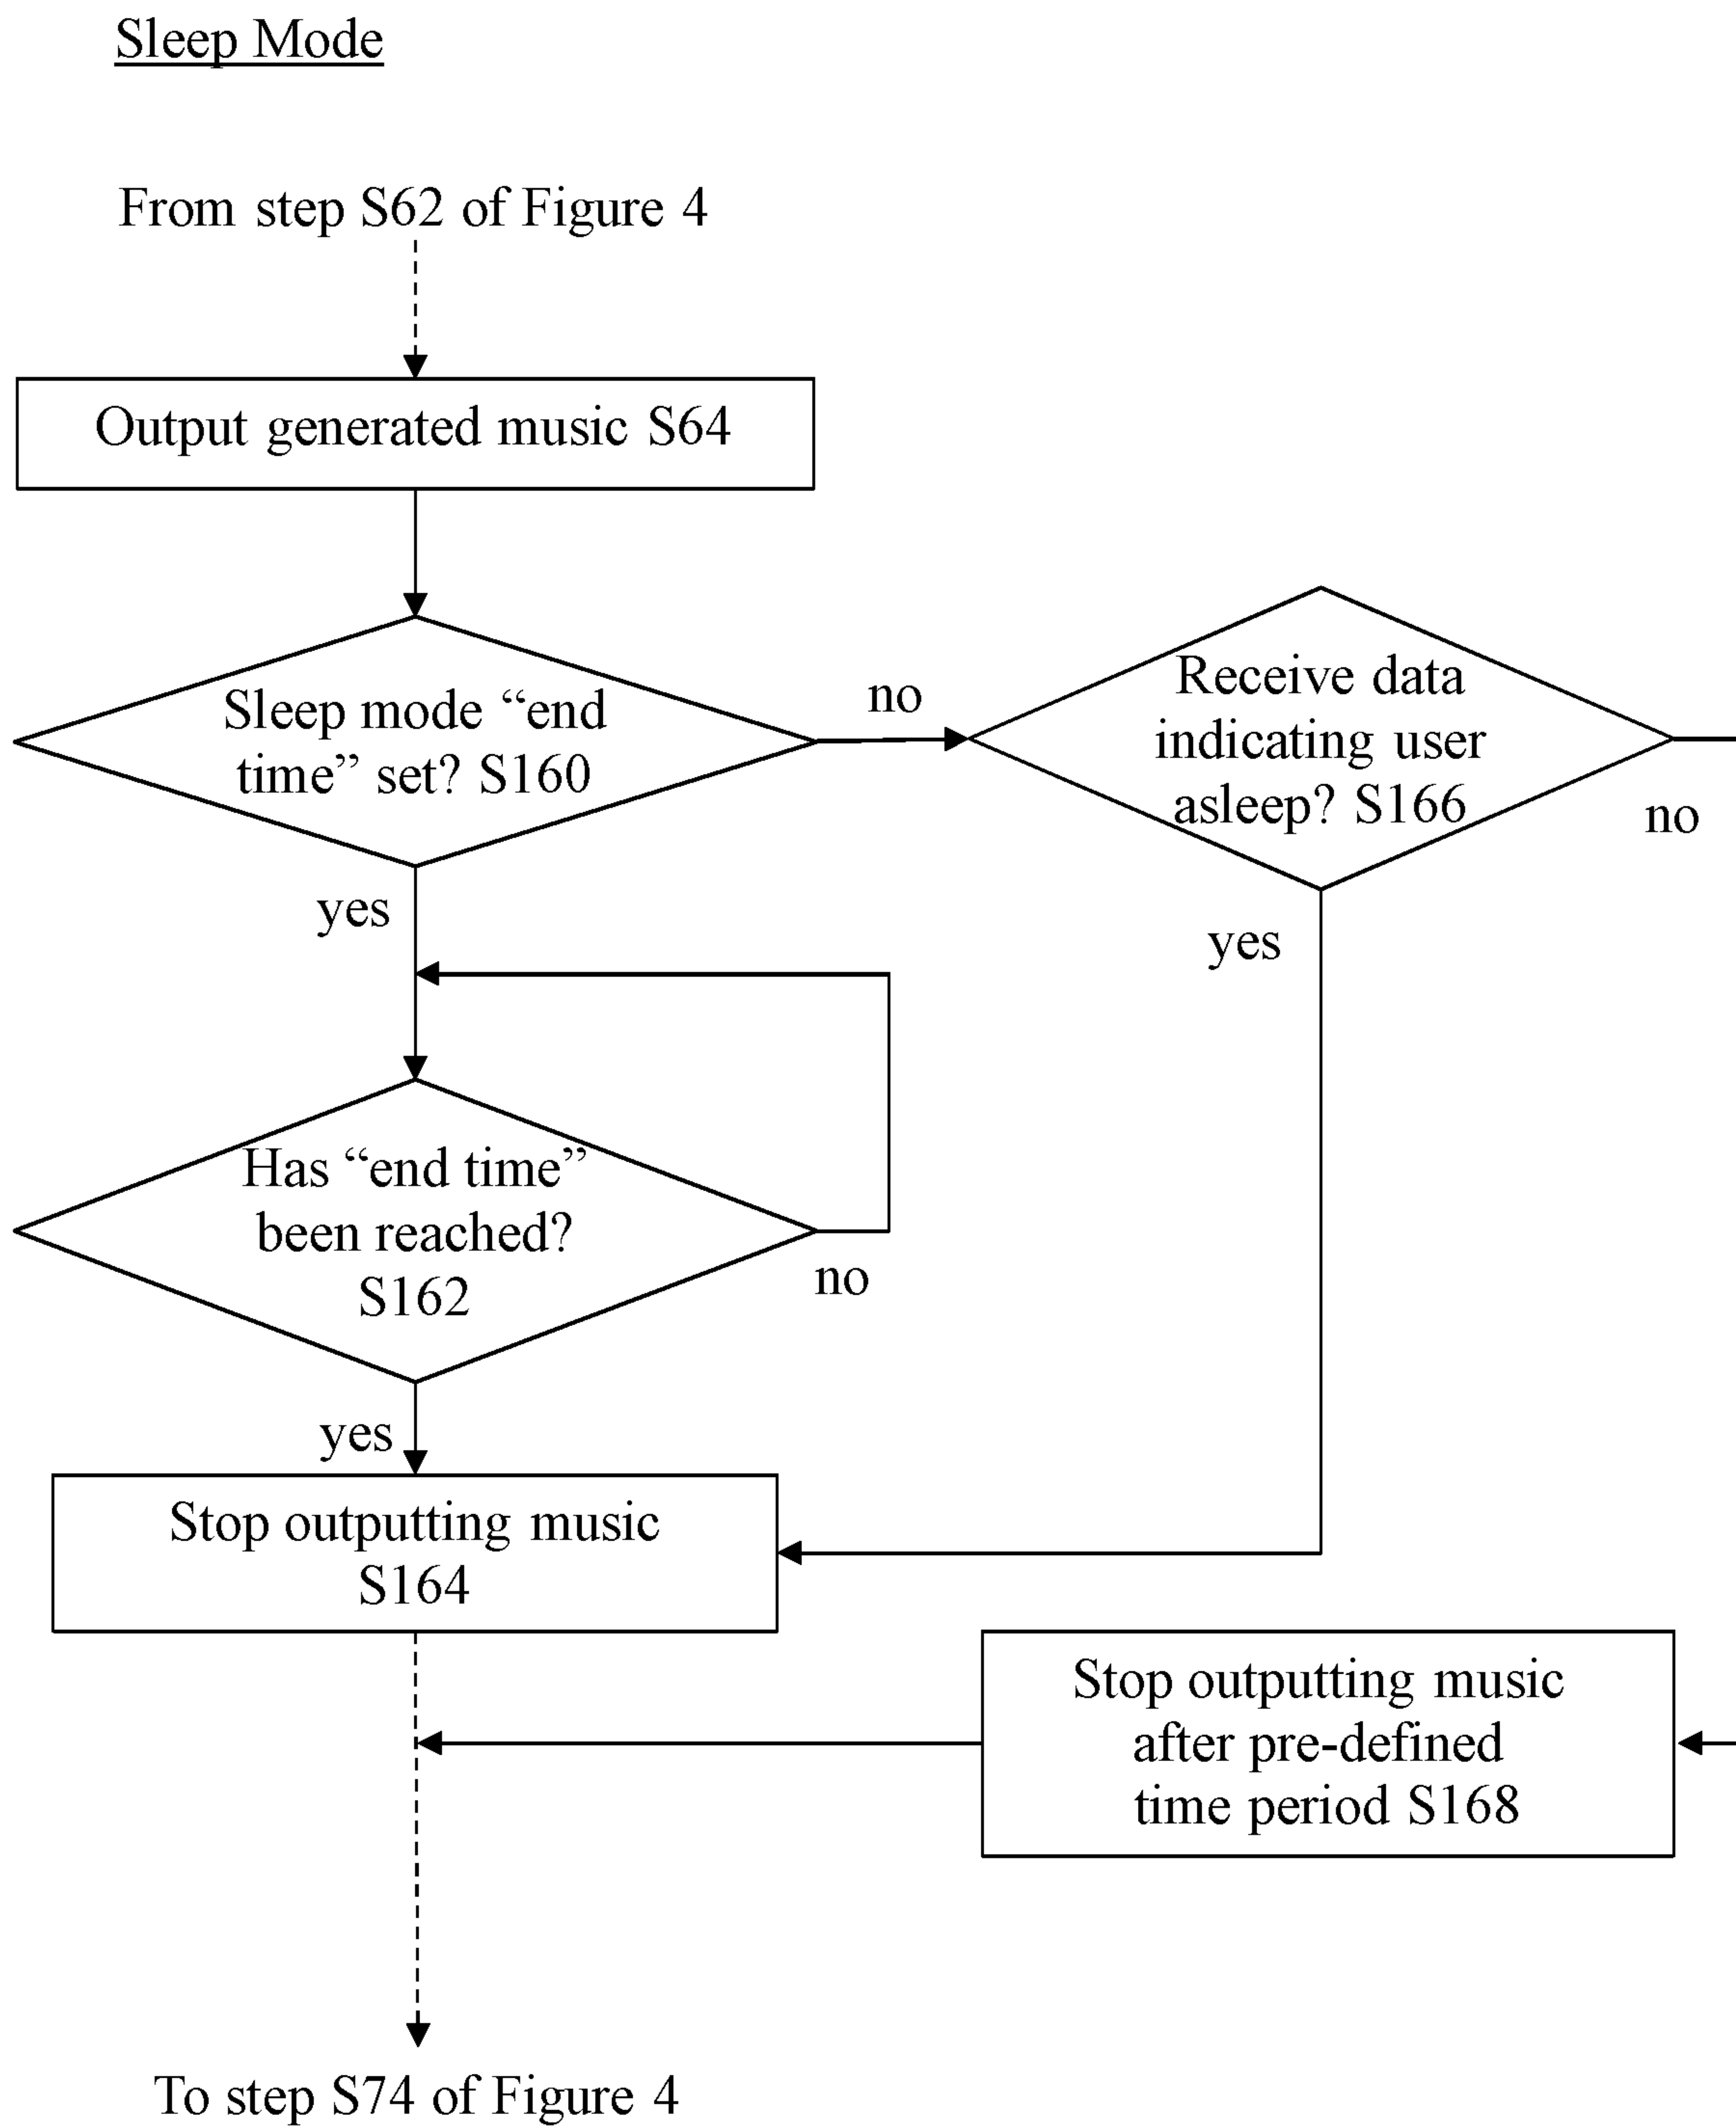 Sleep Mode
From step S62 of Figure 4
Output generated music S64
Sleep mode “end
time” set? S160
no
Receive data
indicating user
asleep? S166
no
yes
yes
Has “end time”
been reached?
S162
no
yes
Stop outputting music
S164
Stop outputting music
after pre-defined
time period S168
To step S74 of Figure 4